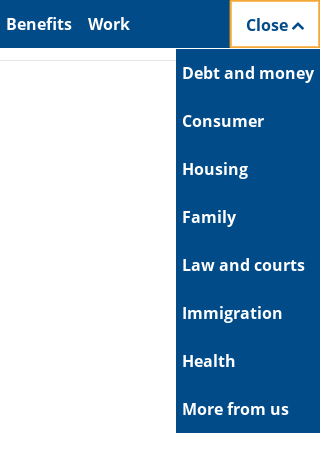 Benefits Work Close
Debt and money
Consumer
Housing
Family
Law and courts
Immigration
Health
More from us